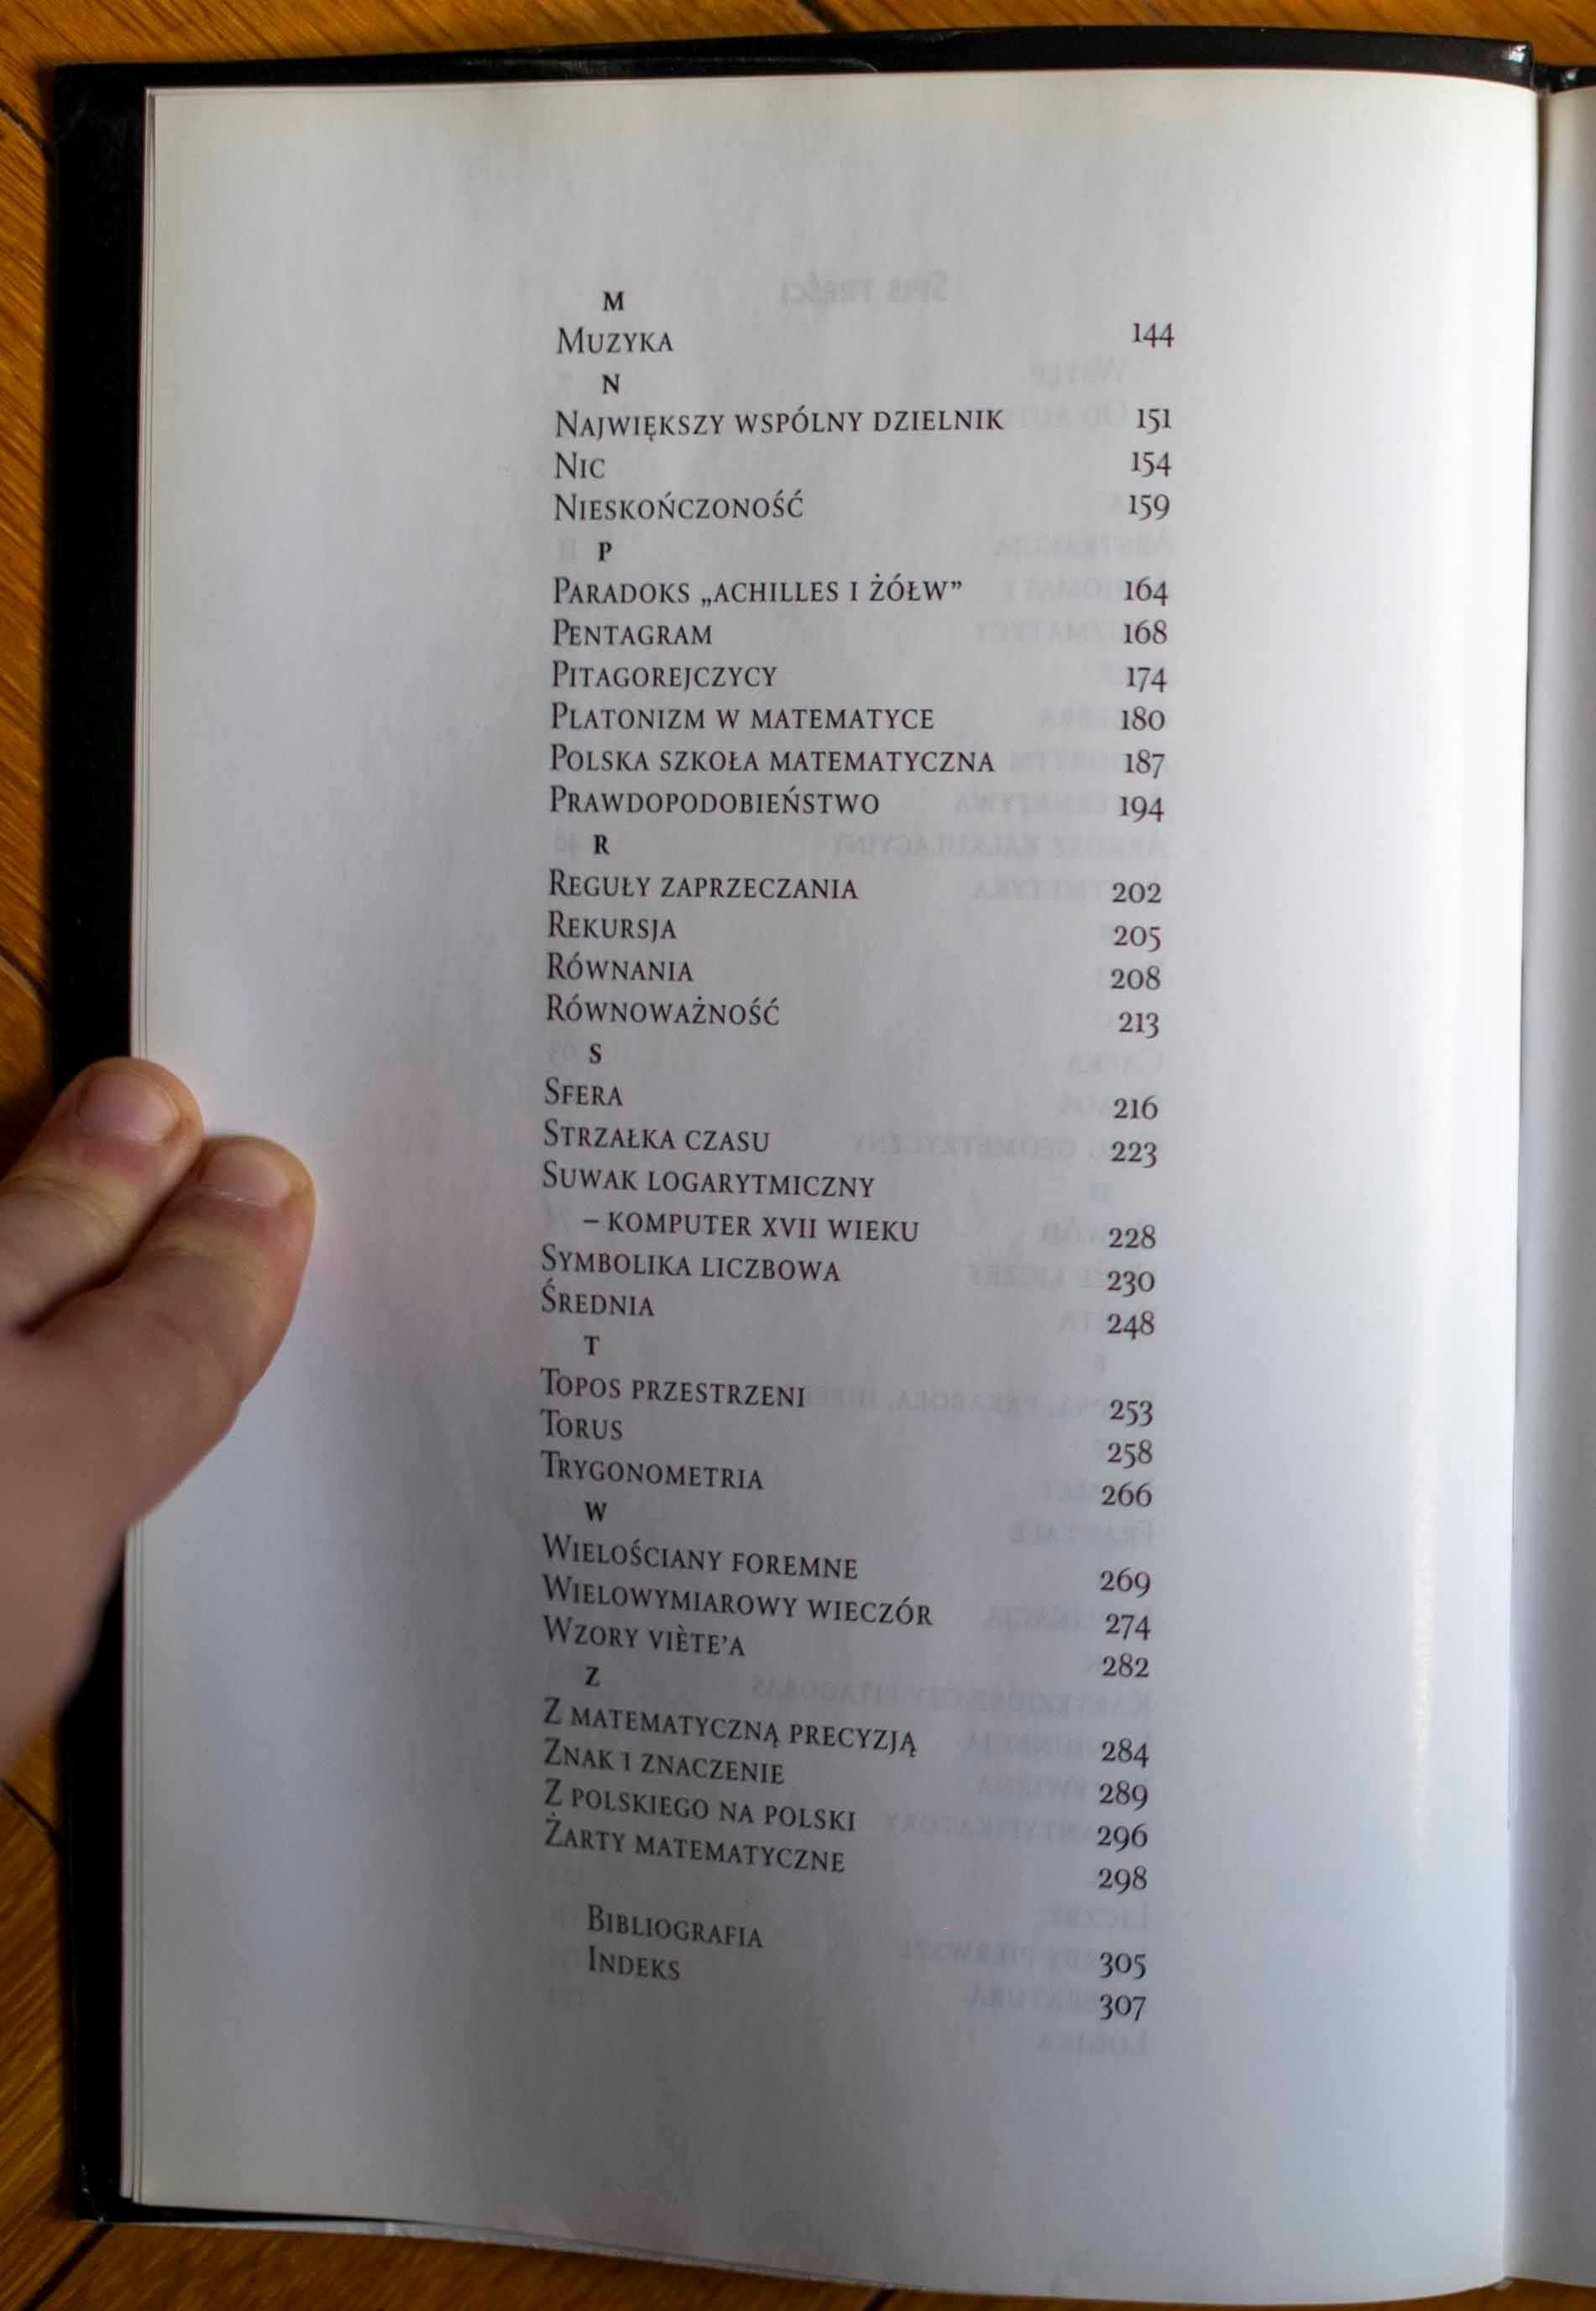 M
Muzyka 144
N
Największy wspólny dzielnik 151
Nic 154
Nieskończoność 159
P
Paradoks „Achilles i żółw” 164
Pentagram 168
Pitagorejczycy 174
Platonizm w matematyce 180
Polska szkoła matematyczna 187
Prawdopodobieństwo 194
R
Reguły zaprzeczania 202
Rekursja 205
Równania 208
Równoważność 213
S
Sfera 216
Strzałka czasu 223
Suwak logarytmiczny
– komputer XVII wieku 228
Symbolika liczbowa 230
Średnia 248
T
Topos przestrzeni 253
Torus 258
Trygonometria 266
W
Wielościany foremne 269
Wielowymiarowy wieczór 274
Wzory Viète’a 282
Z
Z matematyczną precyzją 284
Znak i znaczenie 289
Z polskiego na polski 296
Żarty matematyczne 298
Bibliografia 305
Indeks 307